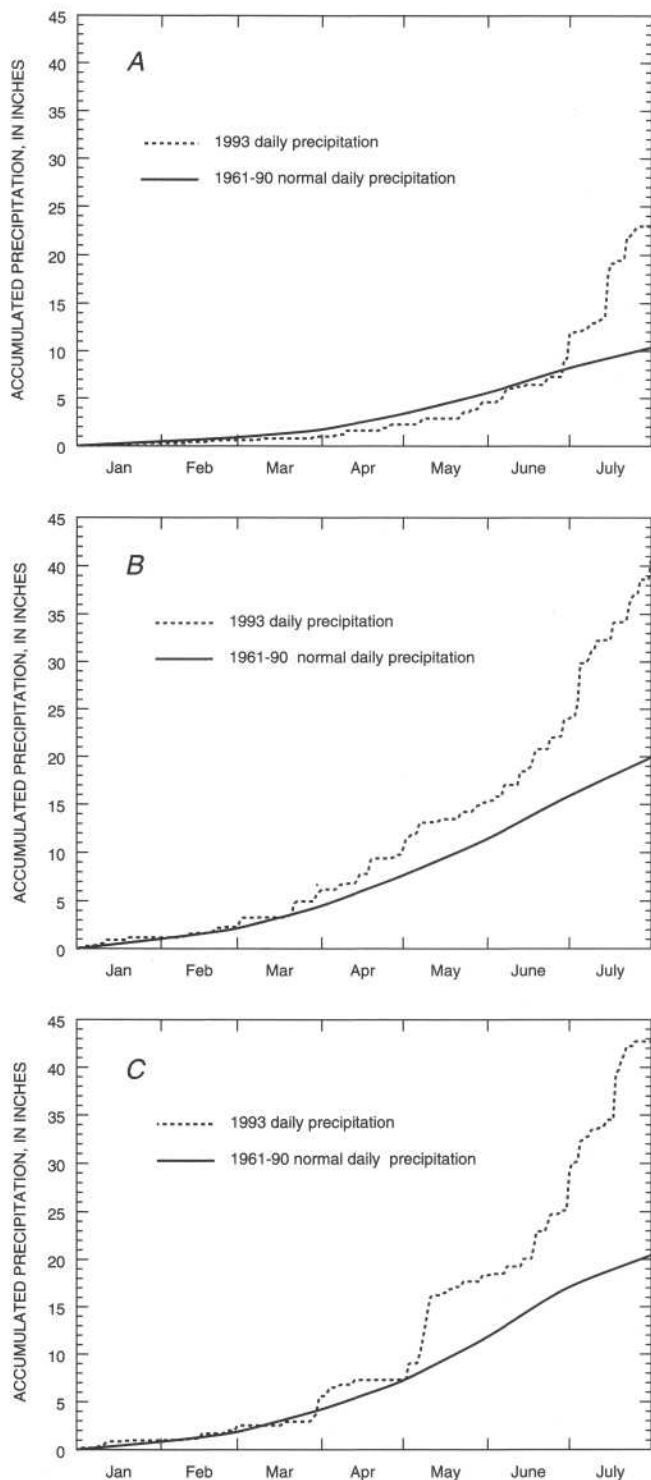 ACCUMULATED PRECIPITATION, IN INCHES
45
40
35
30
25
20
15
10
5
0
A
1993 daily precipitation
1961-90 normal daily precipitation
Jan Feb Mar Apr May June July
ACCUMULATED PRECIPITATION, IN INCHES
45
40
35
30
25
20
15
10
5
0
B
1993 daily precipitation
1961-90 normal daily precipitation
Jan Feb Mar Apr May June July
ACCUMULATED PRECIPITATION, IN INCHES
45
40
35
30
25
20
15
10
5
0
C
1993 daily precipitation
1961-90 normal daily precipitation
Jan Feb Mar Apr May June July